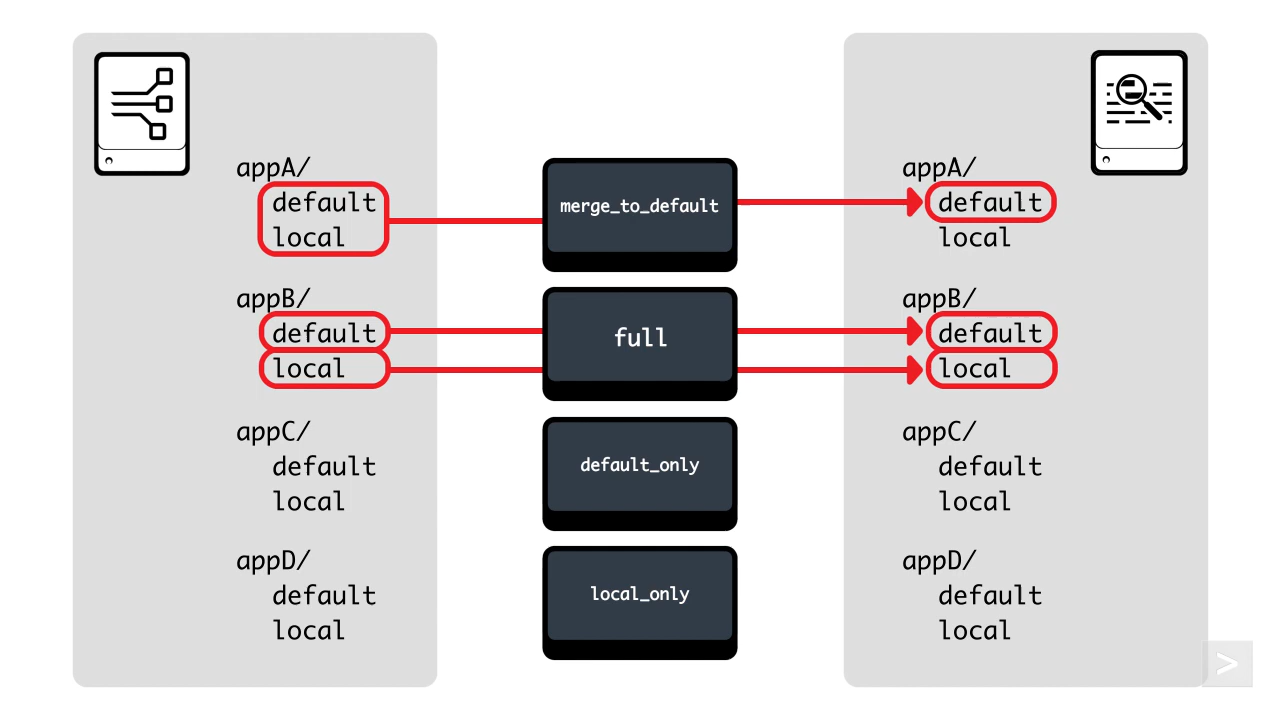 appA/
default
local
appB/
default
local
appC/
default
local
appD/
default
local
merge_to_default
full
default_only
local_only
appA/
default
local
appB/
default
local
appC/
default
local
appD/
default
local
>